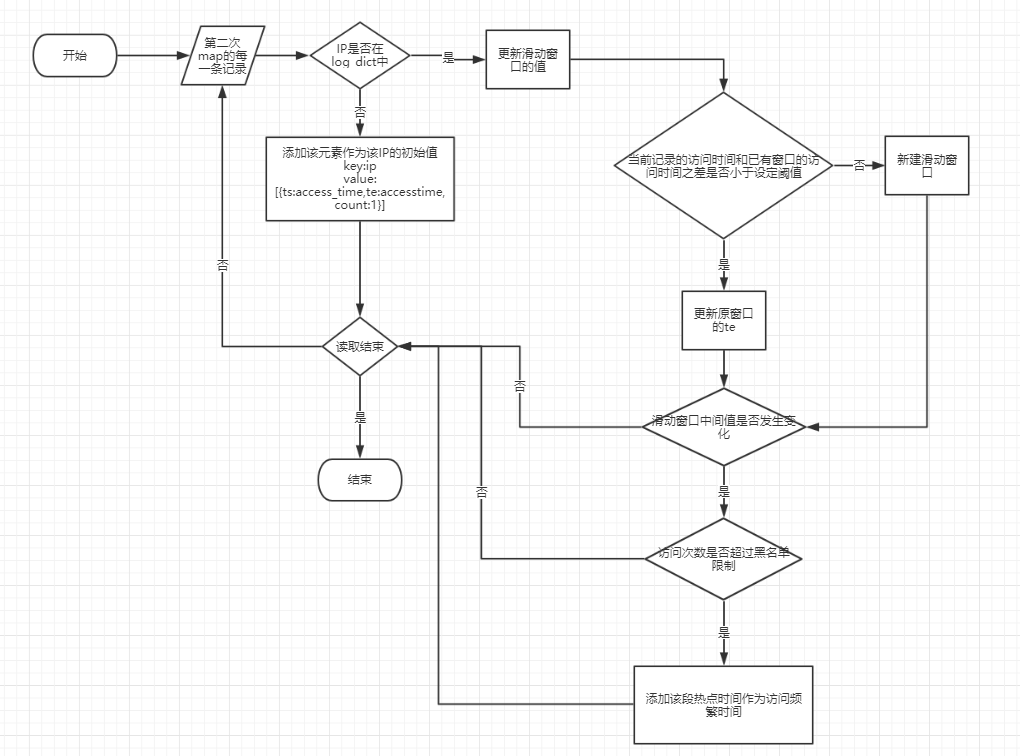 开始
第二次
map的每
一条记录
IP是否在
log_dict中
是
更新滑动窗
口的值
否
添加该元素作为该IP的初始值
key:ip
value:
[{ts:access_time,te:accesstime,
count:1}]
当前记录的访问时间和已有窗口的访
问时间之差是否小于设定阈值
否
新建滑动窗
口
是
更新原窗口
的te
否
读取结束
否
滑动窗口中间值是否发生变
化
是
结束
是
否
访问次数是否超过黑名单
限制
是
添加该段热点时间作为访问频
繁时间